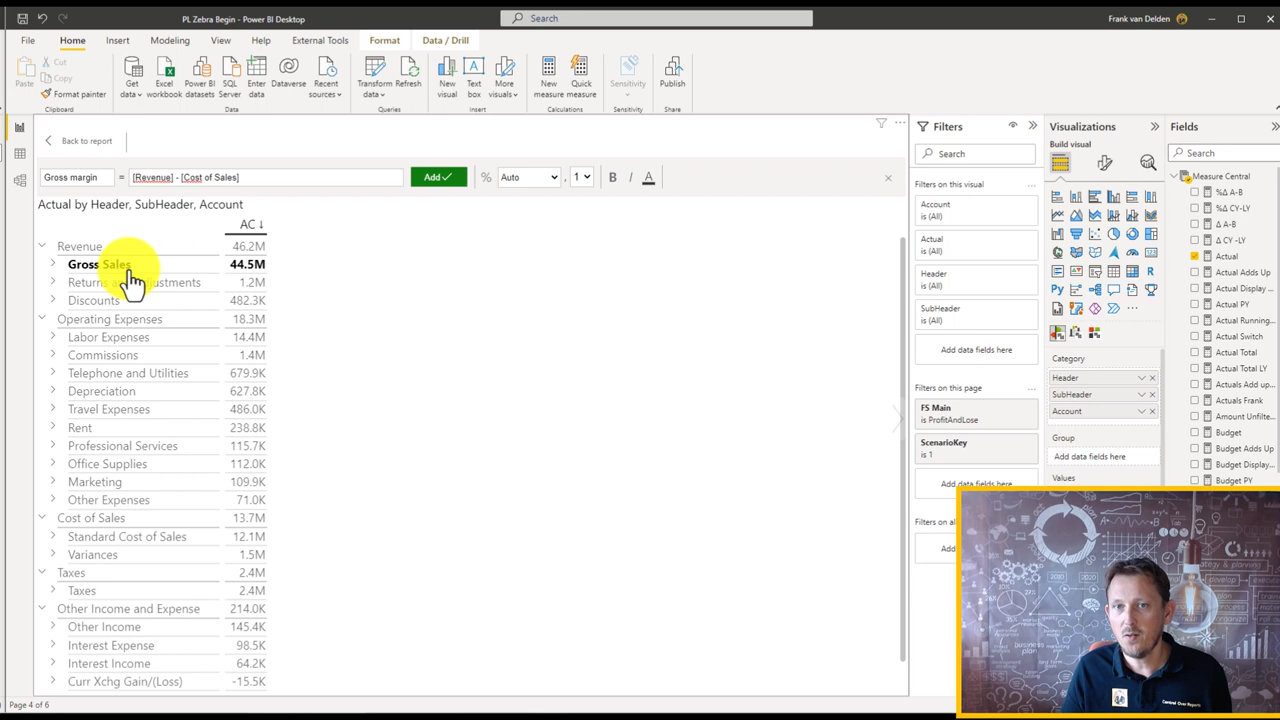 PL Zebra Begin - Power BI Desktop
Search
Frank van Delden
File Home Insert Modeling View Help External Tools Format Data / Drill
Paste
Cut
Copy
Format painter
Clipboard
Get data
Excel workbook
Power BI datasets
SQL Server
Enter data
Dataverse
Recent sources
Data
Transform data
Refresh
Queries
New visual
Text box
More visuals
Insert
New measure
Quick measure
Calculations
Sensitivity
Sensitivity
Publish
Share
Back to report
Gross margin = [Revenue] - [Cost of Sales] Add % Auto , 1 B I A
Actual by Header, SubHeader, Account
AC ↓
Revenue 46.2M
Gross Sales 44.5M
Returns and Adjustments 1.2M
Discounts 482.3K
Operating Expenses 18.3M
Labor Expenses 14.4M
Commissions 1.4M
Telephone and Utilities 679.9K
Depreciation 627.8K
Travel Expenses 486.0K
Rent 238.8K
Professional Services 115.7K
Office Supplies 112.0K
Marketing 109.9K
Other Expenses 71.0K
Cost of Sales 13.7M
Standard Cost of Sales 12.1M
Variances 1.5M
Taxes 2.4M
Taxes 2.4M
Other Income and Expense 214.0K
Other Income 145.4K
Interest Expense 98.5K
Interest Income 64.2K
Curr Xchg Gain/(Loss) -15.5K
Page 4 of 6
Filters
Search
Filters on this visual
Account
is (All)
Actual
is (All)
Header
is (All)
SubHeader
is (All)
Add data fields here
Filters on this page
FS Main
is ProfitAndLose
ScenarioKey
is 1
Add data fields here
Visualizations
Build visual
Category
Header
SubHeader
Account
Group
Add data fields here
Values
Fields
Search
Measure Central
%Δ A-B
%Δ CY-LY
Δ A-B
Δ CY -LY
Actual
Actual Adds Up
Actual Display ...
Actual PY
Actual Running...
Actual Switch
Actual Total
Actual Total LY
Actuals Add up...
Actuals Frank
Amount Unfilte...
Budget
Budget Adds Up
Budget Display...
Budget PY
Central Over Reports